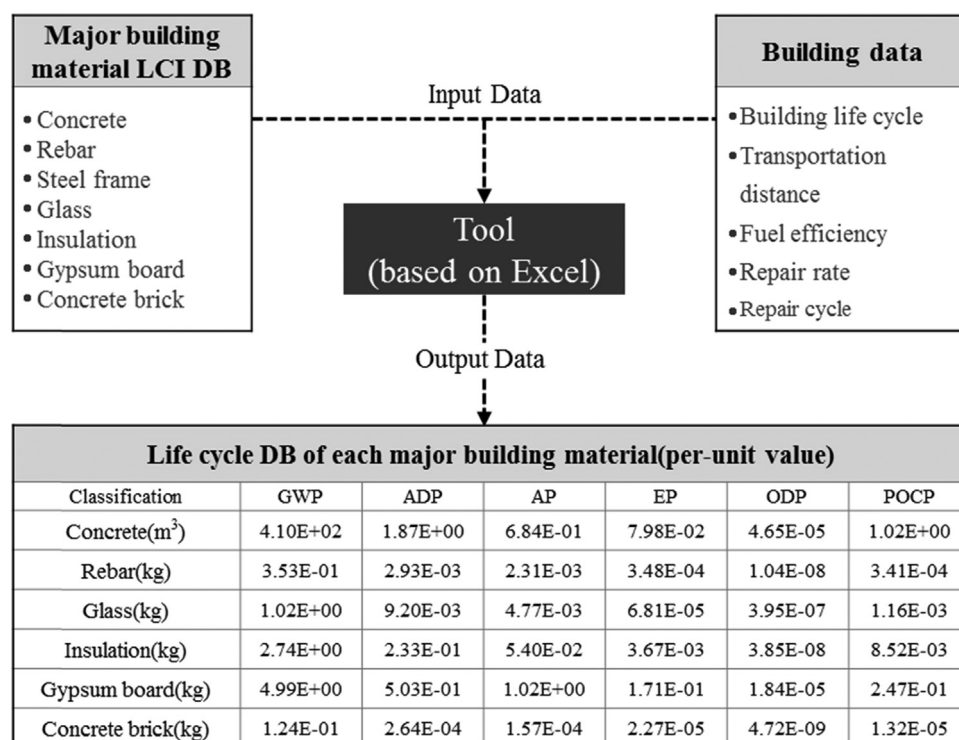 Major building
material LCI DB
• Concrete
• Rebar
• Steel frame
• Glass
• Insulation
• Gypsum board
• Concrete brick
Input Data
Building data
• Building life cycle
• Transportation
distance
• Fuel efficiency
• Repair rate
• Repair cycle
Tool
(based on Excel)
Output Data
Life cycle DB of each major building material(per-unit value)
Classification GWP ADP AP EP ODP POCP
Concrete(m³) 4.10E+02 1.87E+00 6.84E-01 7.98E-02 4.65E-05 1.02E+00
Rebar(kg) 3.53E-01 2.93E-03 2.31E-03 3.48E-04 1.04E-08 3.41E-04
Glass(kg) 1.02E+00 9.20E-03 4.77E-03 6.81E-05 3.95E-07 1.16E-03
Insulation(kg) 2.74E+00 2.33E-01 5.40E-02 3.67E-03 3.85E-08 8.52E-03
Gypsum board(kg) 4.99E+00 5.03E-01 1.02E+00 1.71E-01 1.84E-05 2.47E-01
Concrete brick(kg) 1.24E-01 2.64E-04 1.57E-04 2.27E-05 4.72E-09 1.32E-05